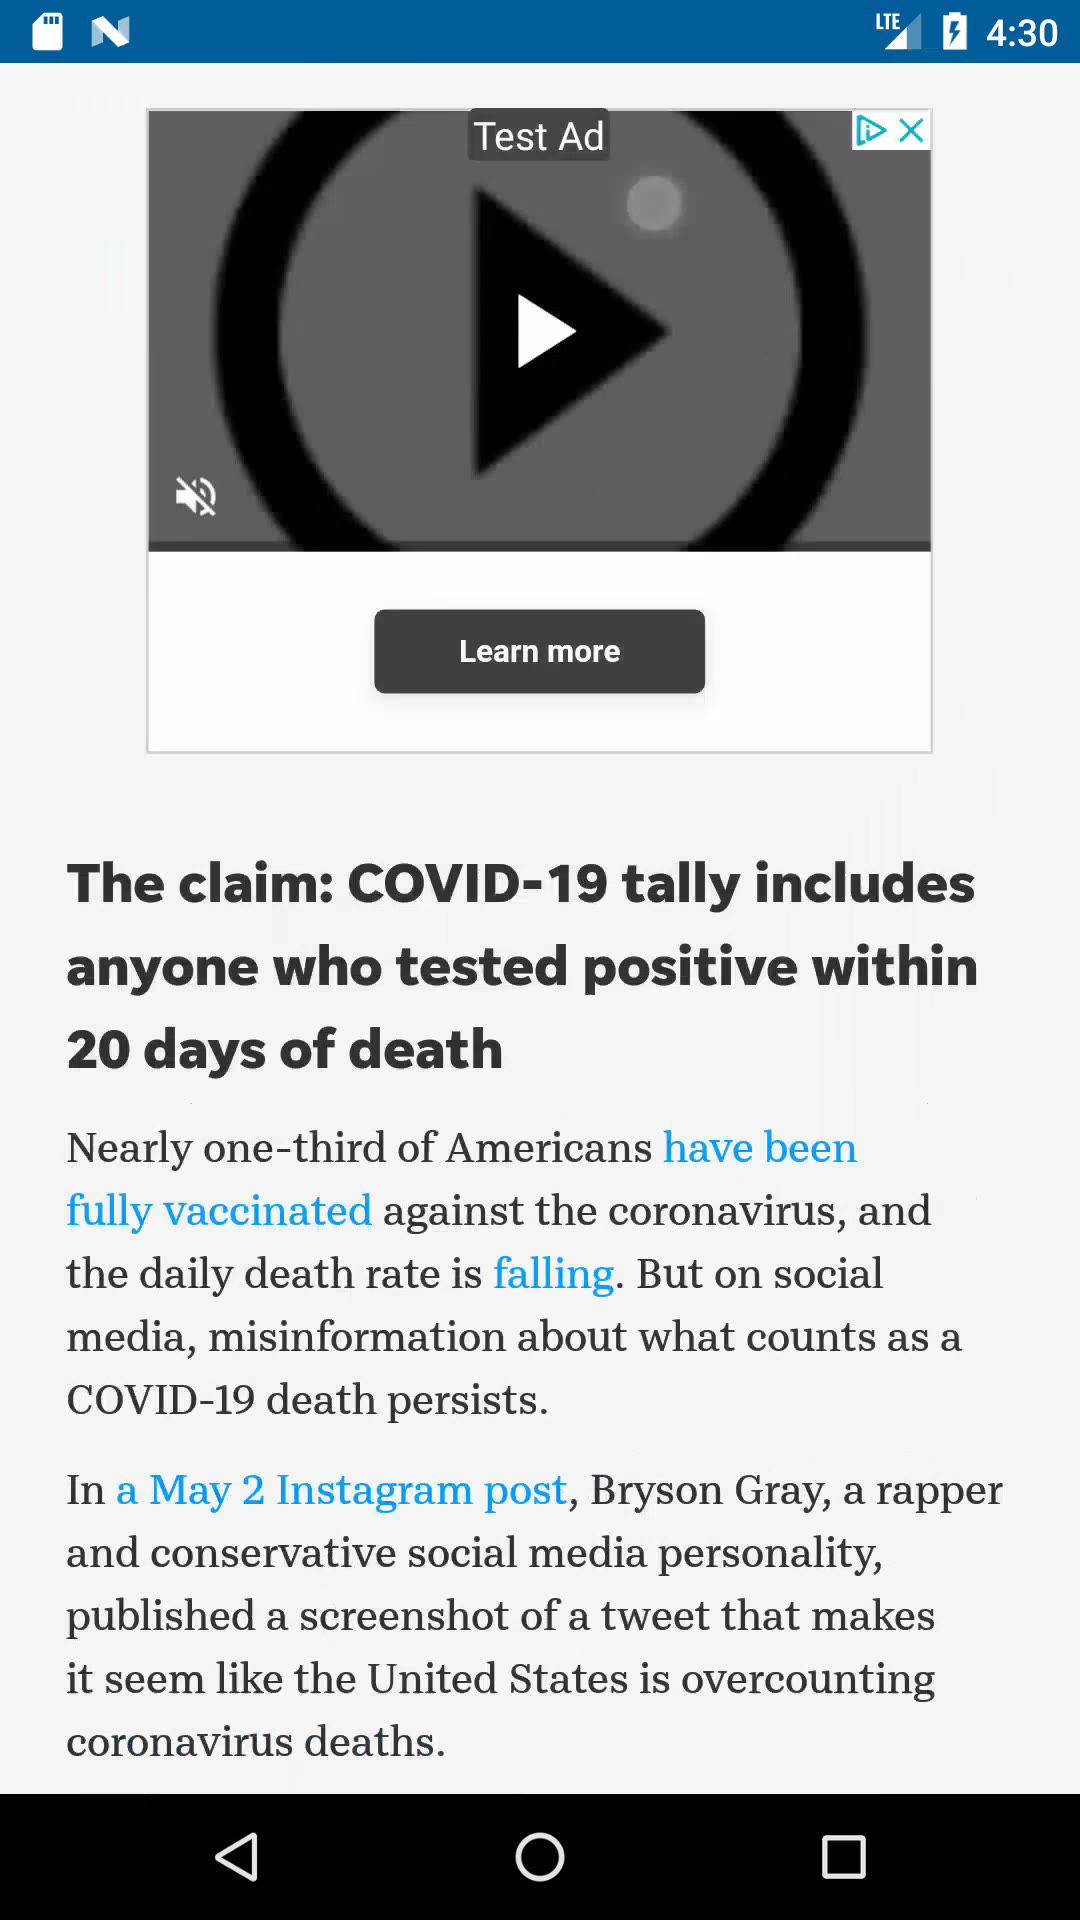 LTE 4:30
Test Ad
Learn more
The claim: COVID-19 tally includes
anyone who tested positive within
20 days of death
Nearly one-third of Americans have been
fully vaccinated against the coronavirus, and
the daily death rate is falling. But on social
media, misinformation about what counts as a
COVID-19 death persists.
In a May 2 Instagram post, Bryson Gray, a rapper
and conservative social media personality,
published a screenshot of a tweet that makes
it seem like the United States is overcounting
coronavirus deaths.